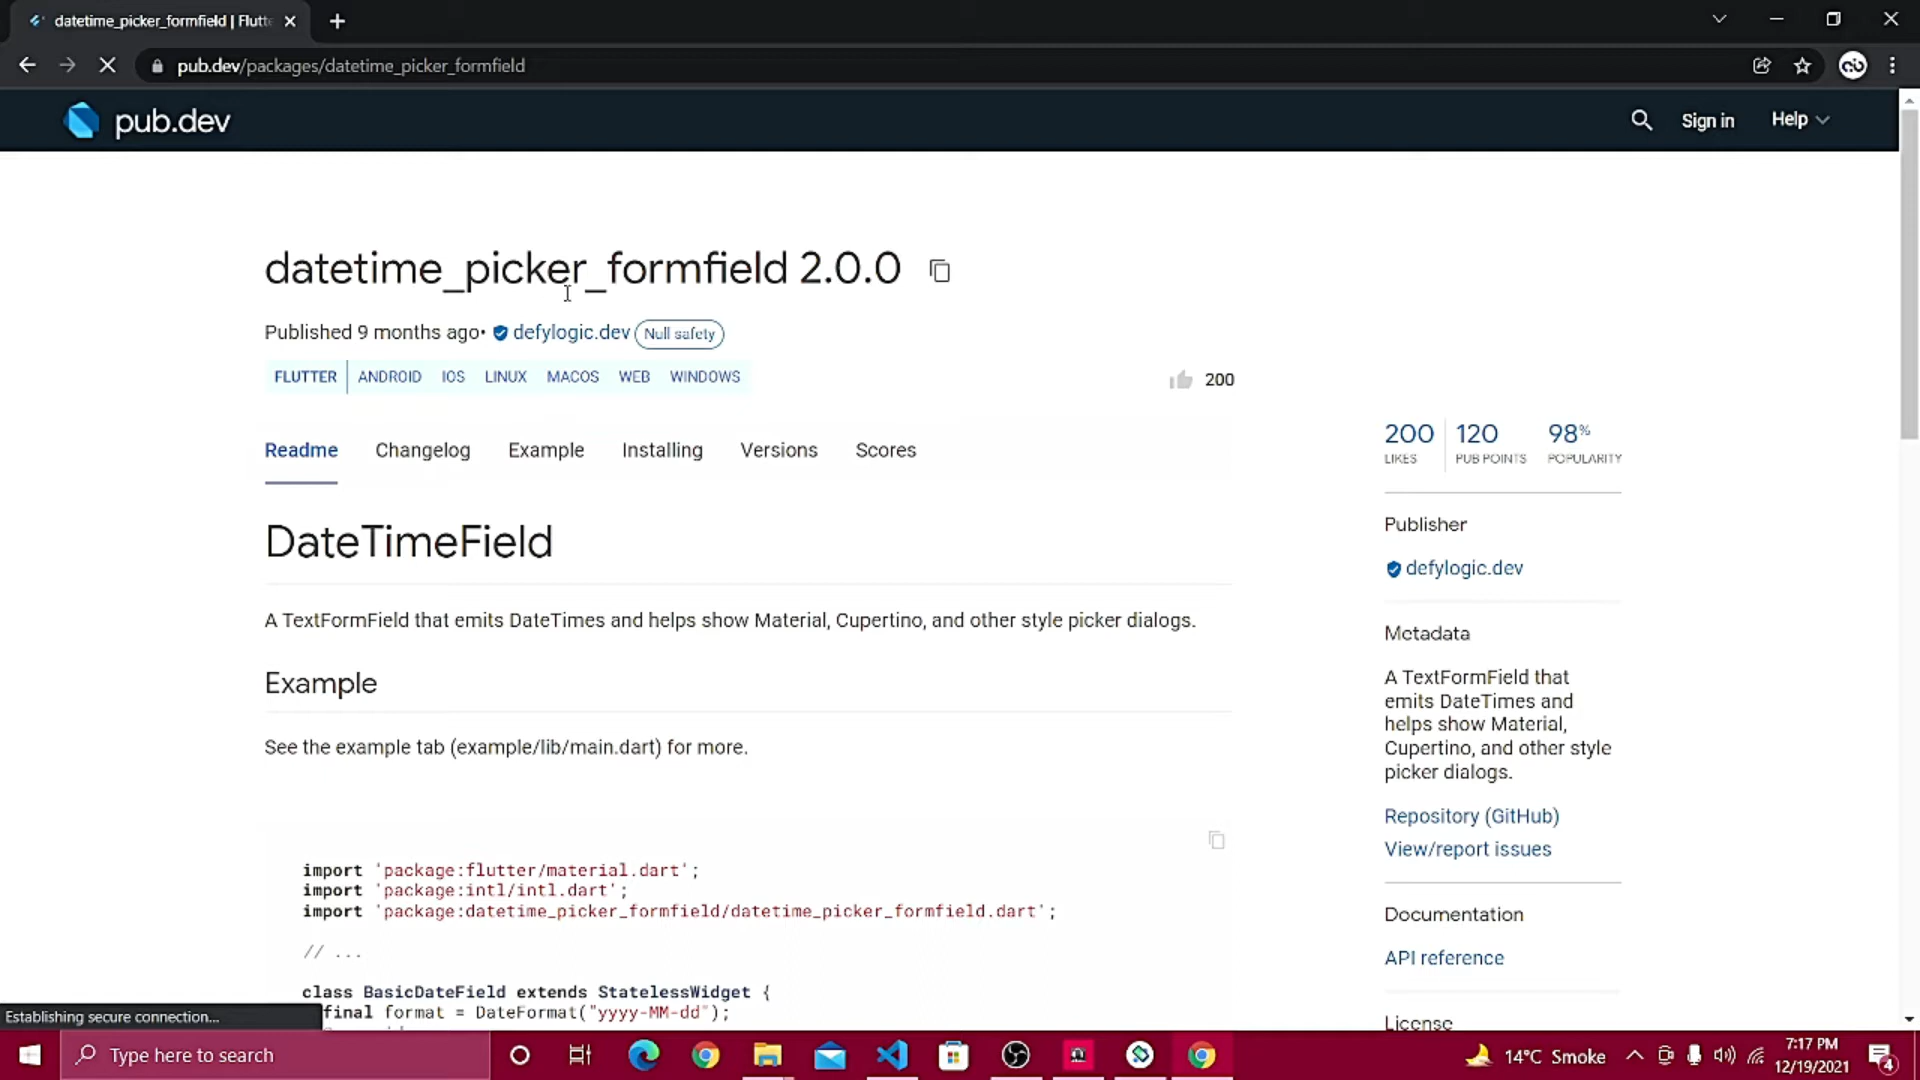 datetime_picker_formfield | Flutte
pub.dev/packages/datetime_picker_formfield
pub.dev
Sign in
Help
datetime_picker_formfield 2.0.0
Published 9 months ago• defylogic.dev Null safety
FLUTTER ANDROID IOS LINUX MACOS WEB WINDOWS
200
Readme Changelog Example Installing Versions Scores
200 LIKES
120 PUB POINTS
98% POPULARITY
DateTimeField
A TextFormField that emits DateTimes and helps show Material, Cupertino, and other style picker dialogs.
Example
See the example tab (example/lib/main.dart) for more.
import 'package:flutter/material.dart';
import 'package:intl/intl.dart';
import 'package:datetime_picker_formfield/datetime_picker_formfield.dart';
// ...
class BasicDateField extends StatelessWidget {
final format = DateFormat("yyyy-MM-dd");
Publisher
defylogic.dev
Metadata
A TextFormField that
emits DateTimes and
helps show Material,
Cupertino, and other style
picker dialogs.
Repository (GitHub)
View/report issues
Documentation
API reference
License
Establishing secure connection...
Type here to search
14°C Smoke
7:17 PM
12/19/2021
4